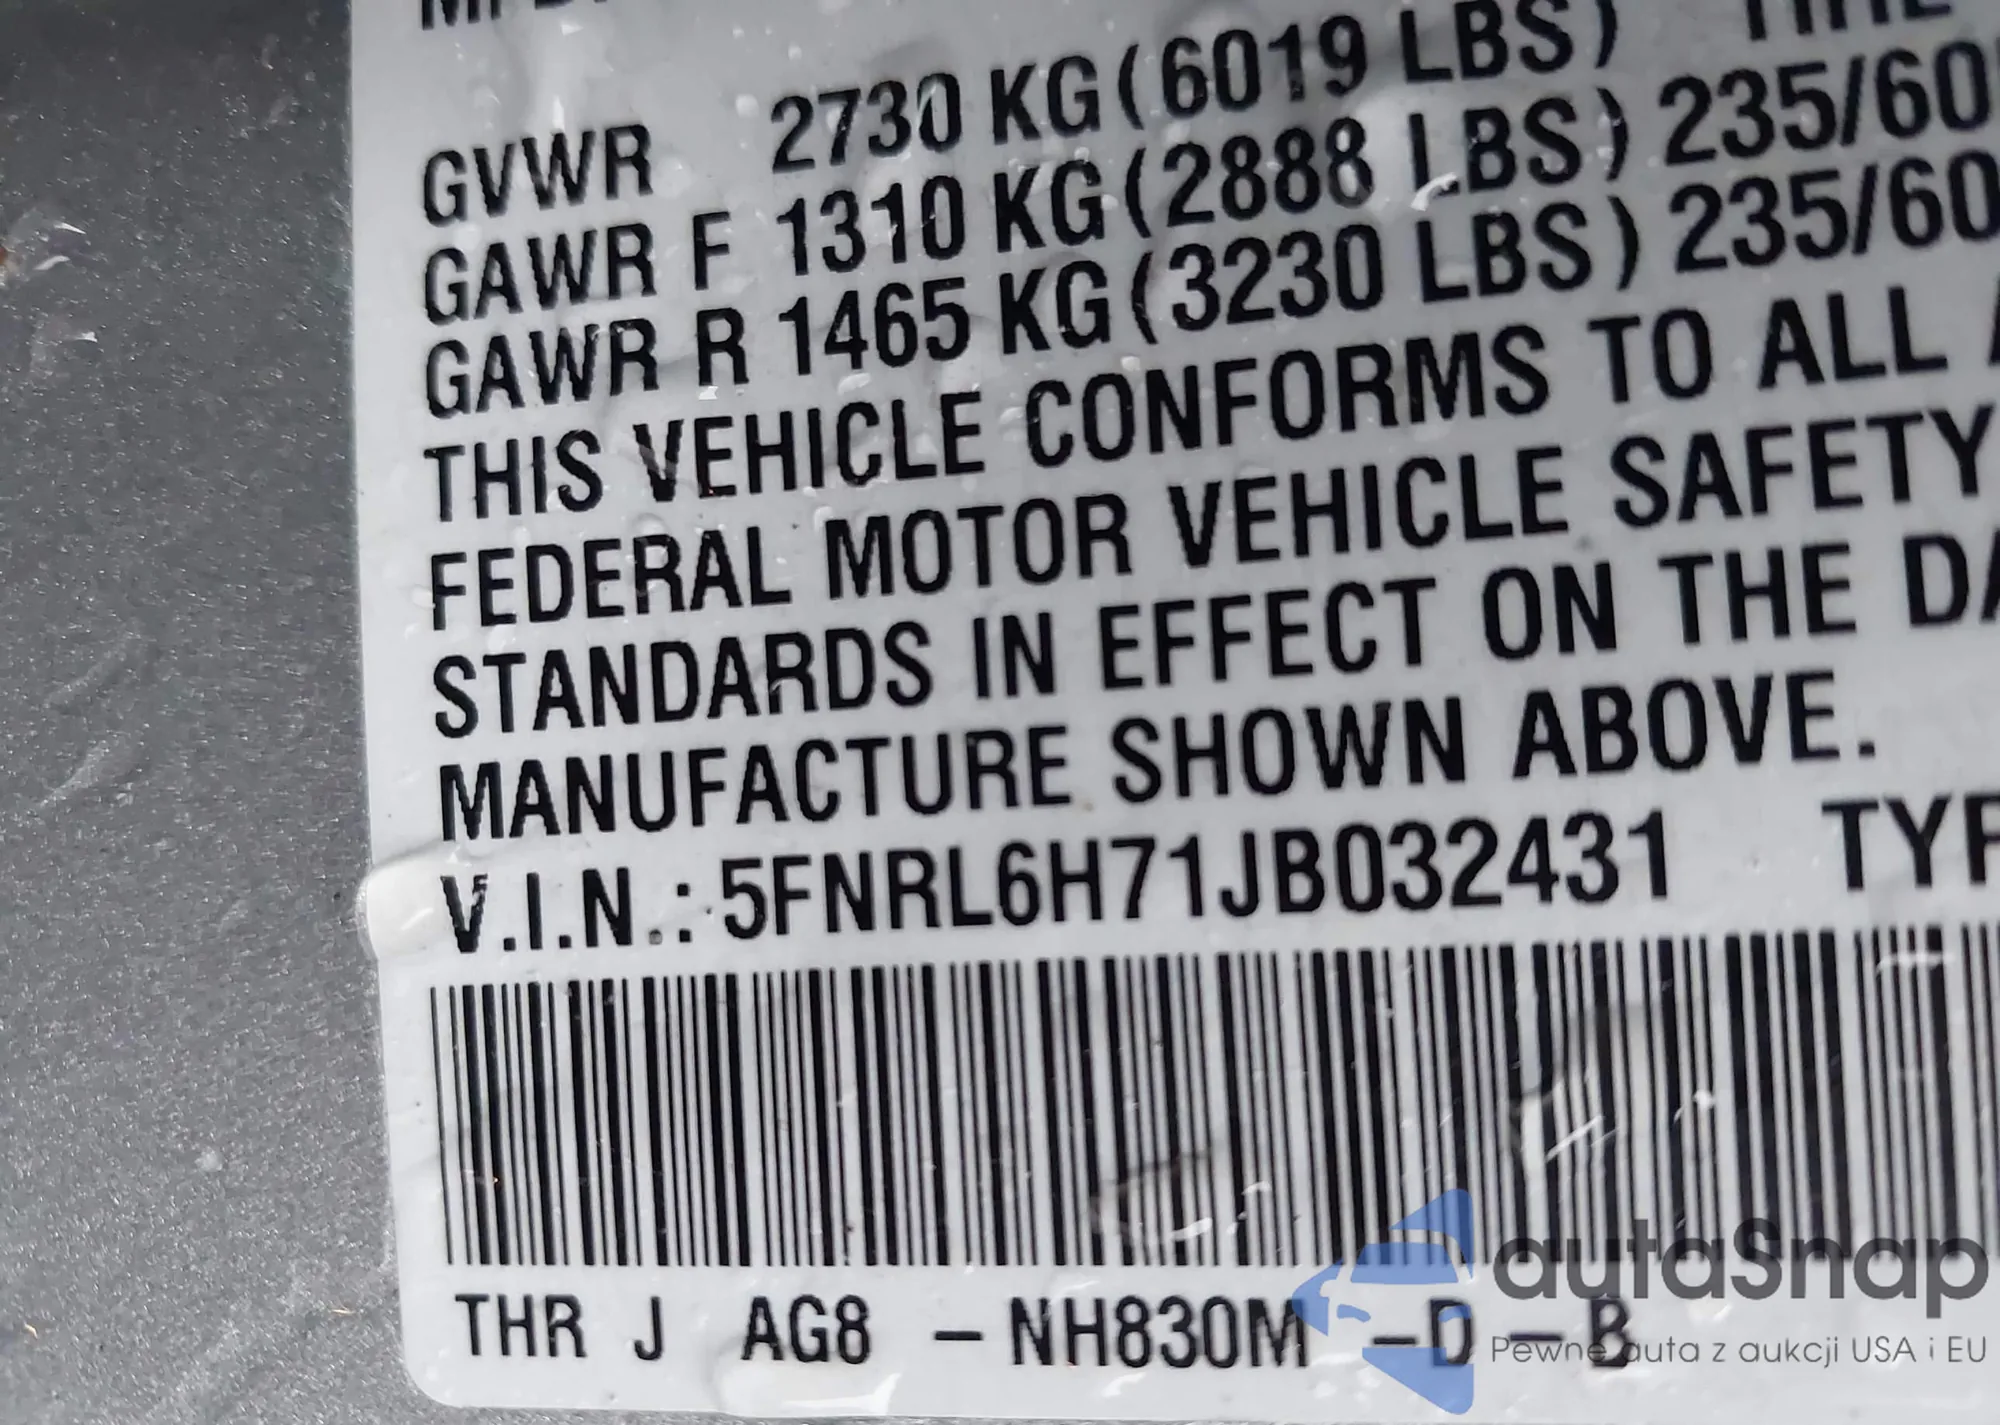 GVWR 2730 KG (6019 LBS)
GAWR F 1310 KG (2888 LBS) 235/60
GAWR R 1465 KG (3230 LBS) 235/60
THIS VEHICLE CONFORMS TO ALL
FEDERAL MOTOR VEHICLE SAFETY
STANDARDS IN EFFECT ON THE DA
MANUFACTURE SHOWN ABOVE.
V.I.N.: 5FNRL6H71JB032431 TYP
THR J AG8 – NH830M – D – B
autaSnap
Pewne auta z aukcji USA i EU